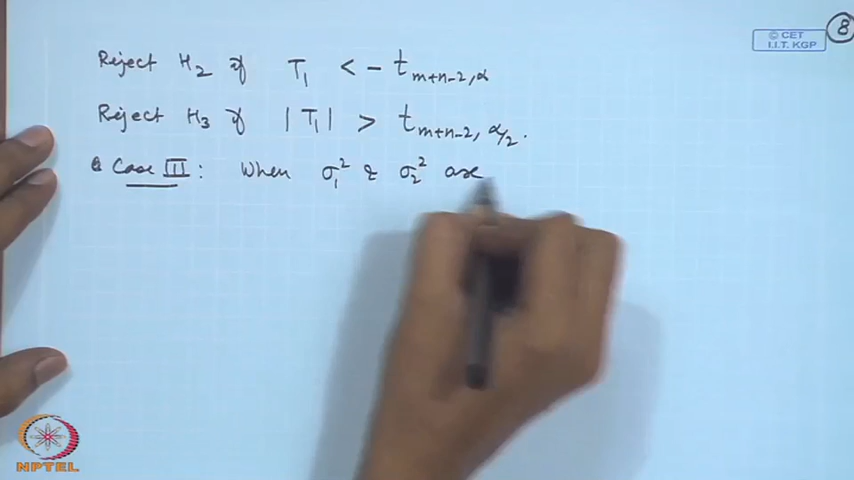 8
© CET
I.I.T. KGP
Reject H₂ if T₁ < - t_{m+n-2, α}
Reject H₃ if |T₁| > t_{m+n-2, α/2}.
Case III : When σ₁² & σ₂² are
NPTEL